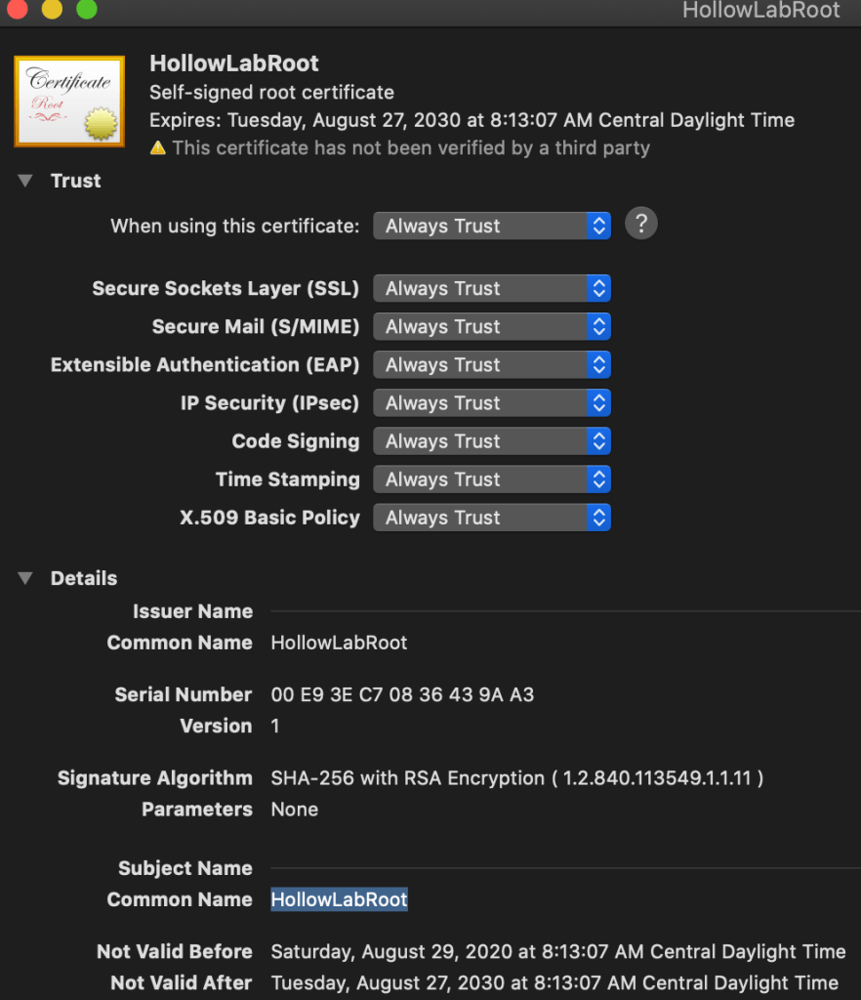 HollowLabRoot
Certificate
Root
HollowLabRoot
Self-signed root certificate
Expires: Tuesday, August 27, 2030 at 8:13:07 AM Central Daylight Time
This certificate has not been verified by a third party
Trust
When using this certificate: Always Trust ?
Secure Sockets Layer (SSL) Always Trust
Secure Mail (S/MIME) Always Trust
Extensible Authentication (EAP) Always Trust
IP Security (IPsec) Always Trust
Code Signing Always Trust
Time Stamping Always Trust
X.509 Basic Policy Always Trust
Details
Issuer Name
Common Name HollowLabRoot
Serial Number 00 E9 3E C7 08 36 43 9A A3
Version 1
Signature Algorithm SHA-256 with RSA Encryption ( 1.2.840.113549.1.1.11 )
Parameters None
Subject Name
Common Name HollowLabRoot
Not Valid Before Saturday, August 29, 2020 at 8:13:07 AM Central Daylight Time
Not Valid After Tuesday, August 27, 2030 at 8:13:07 AM Central Daylight Time